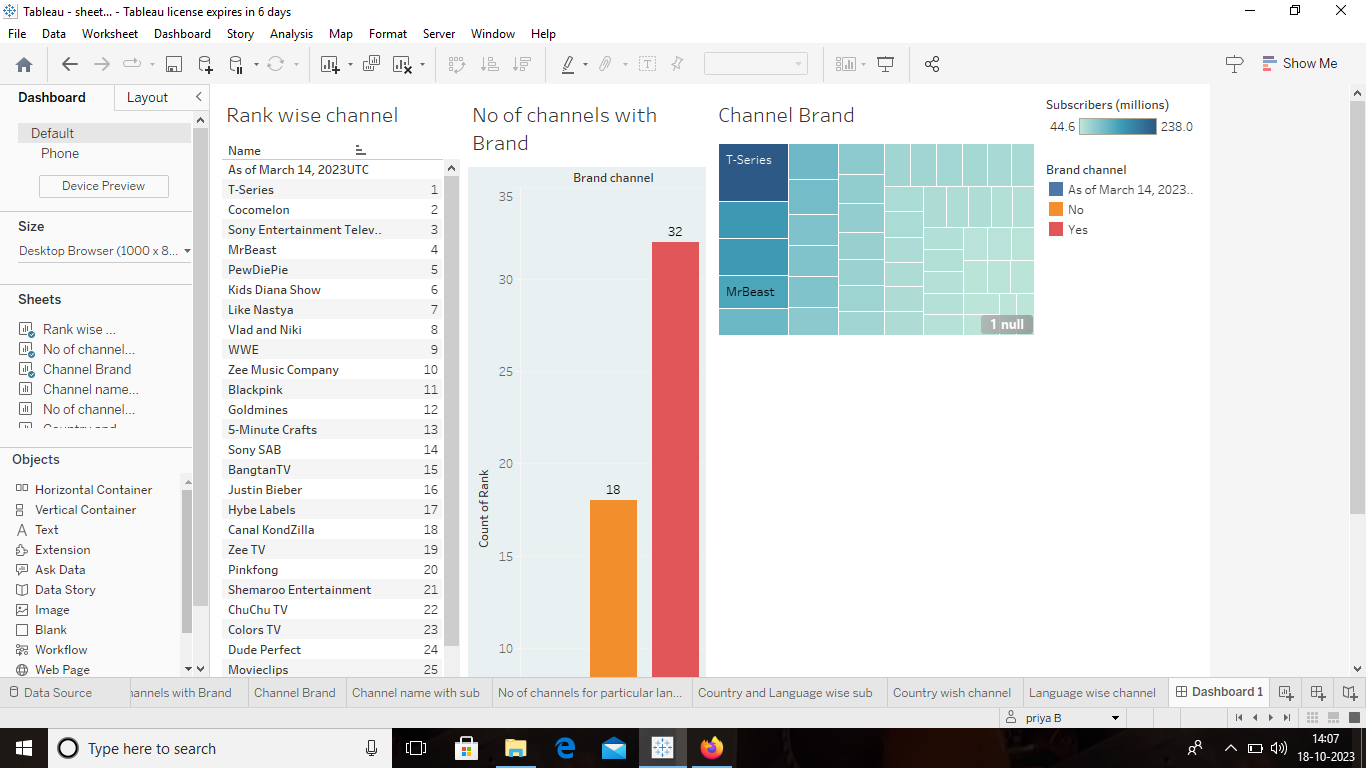 Tableau - sheet... - Tableau license expires in 6 days
File Data Worksheet Dashboard Story Analysis Map Format Server Window Help
Show Me
Dashboard Layout
Default
Phone
Device Preview
Size
Desktop Browser (1000 x 8...
Sheets
Rank wise ...
No of channel...
Channel Brand
Channel name...
No of channel...
Objects
Horizontal Container
Vertical Container
Text
Extension
Ask Data
Data Story
Image
Blank
Workflow
Web Page
Rank wise channel
Name
As of March 14, 2023UTC
T-Series 1
Cocomelon 2
Sony Entertainment Telev.. 3
MrBeast 4
PewDiePie 5
Kids Diana Show 6
Like Nastya 7
Vlad and Niki 8
WWE 9
Zee Music Company 10
Blackpink 11
Goldmines 12
5-Minute Crafts 13
Sony SAB 14
BangtanTV 15
Justin Bieber 16
Hybe Labels 17
Canal KondZilla 18
Zee TV 19
Pinkfong 20
Shemaroo Entertainment 21
ChuChu TV 22
Colors TV 23
Dude Perfect 24
Movieclips 25
No of channels with
Brand
Brand channel
35
32
30
25
20
18
15
10
Count of Rank
Channel Brand
T-Series
MrBeast
1 null
Subscribers (millions)
44.6 238.0
Brand channel
As of March 14, 2023..
No
Yes
Data Source hannels with Brand Channel Brand Channel name with sub No of channels for particular lan... Country and Language wise sub Country wish channel Language wise channel Dashboard 1
priya B
Type here to search
14:07
18-10-2023